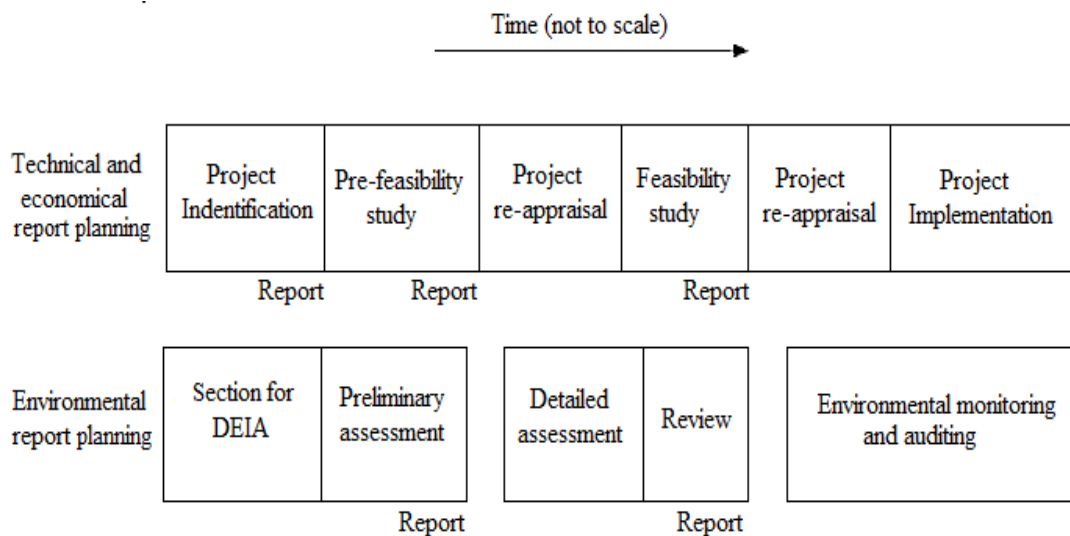 Time (not to scale)
Technical and
economical
report planning
Project
Indentification
Pre-feasibility
study
Project
re-appraisal
Feasibility
study
Project
re-appraisal
Project
Implementation
Report
Report
Report
Environmental
report planning
Section for
DEIA
Preliminary
assessment
Detailed
assessment
Review
Environmental monitoring
and auditing
Report
Report